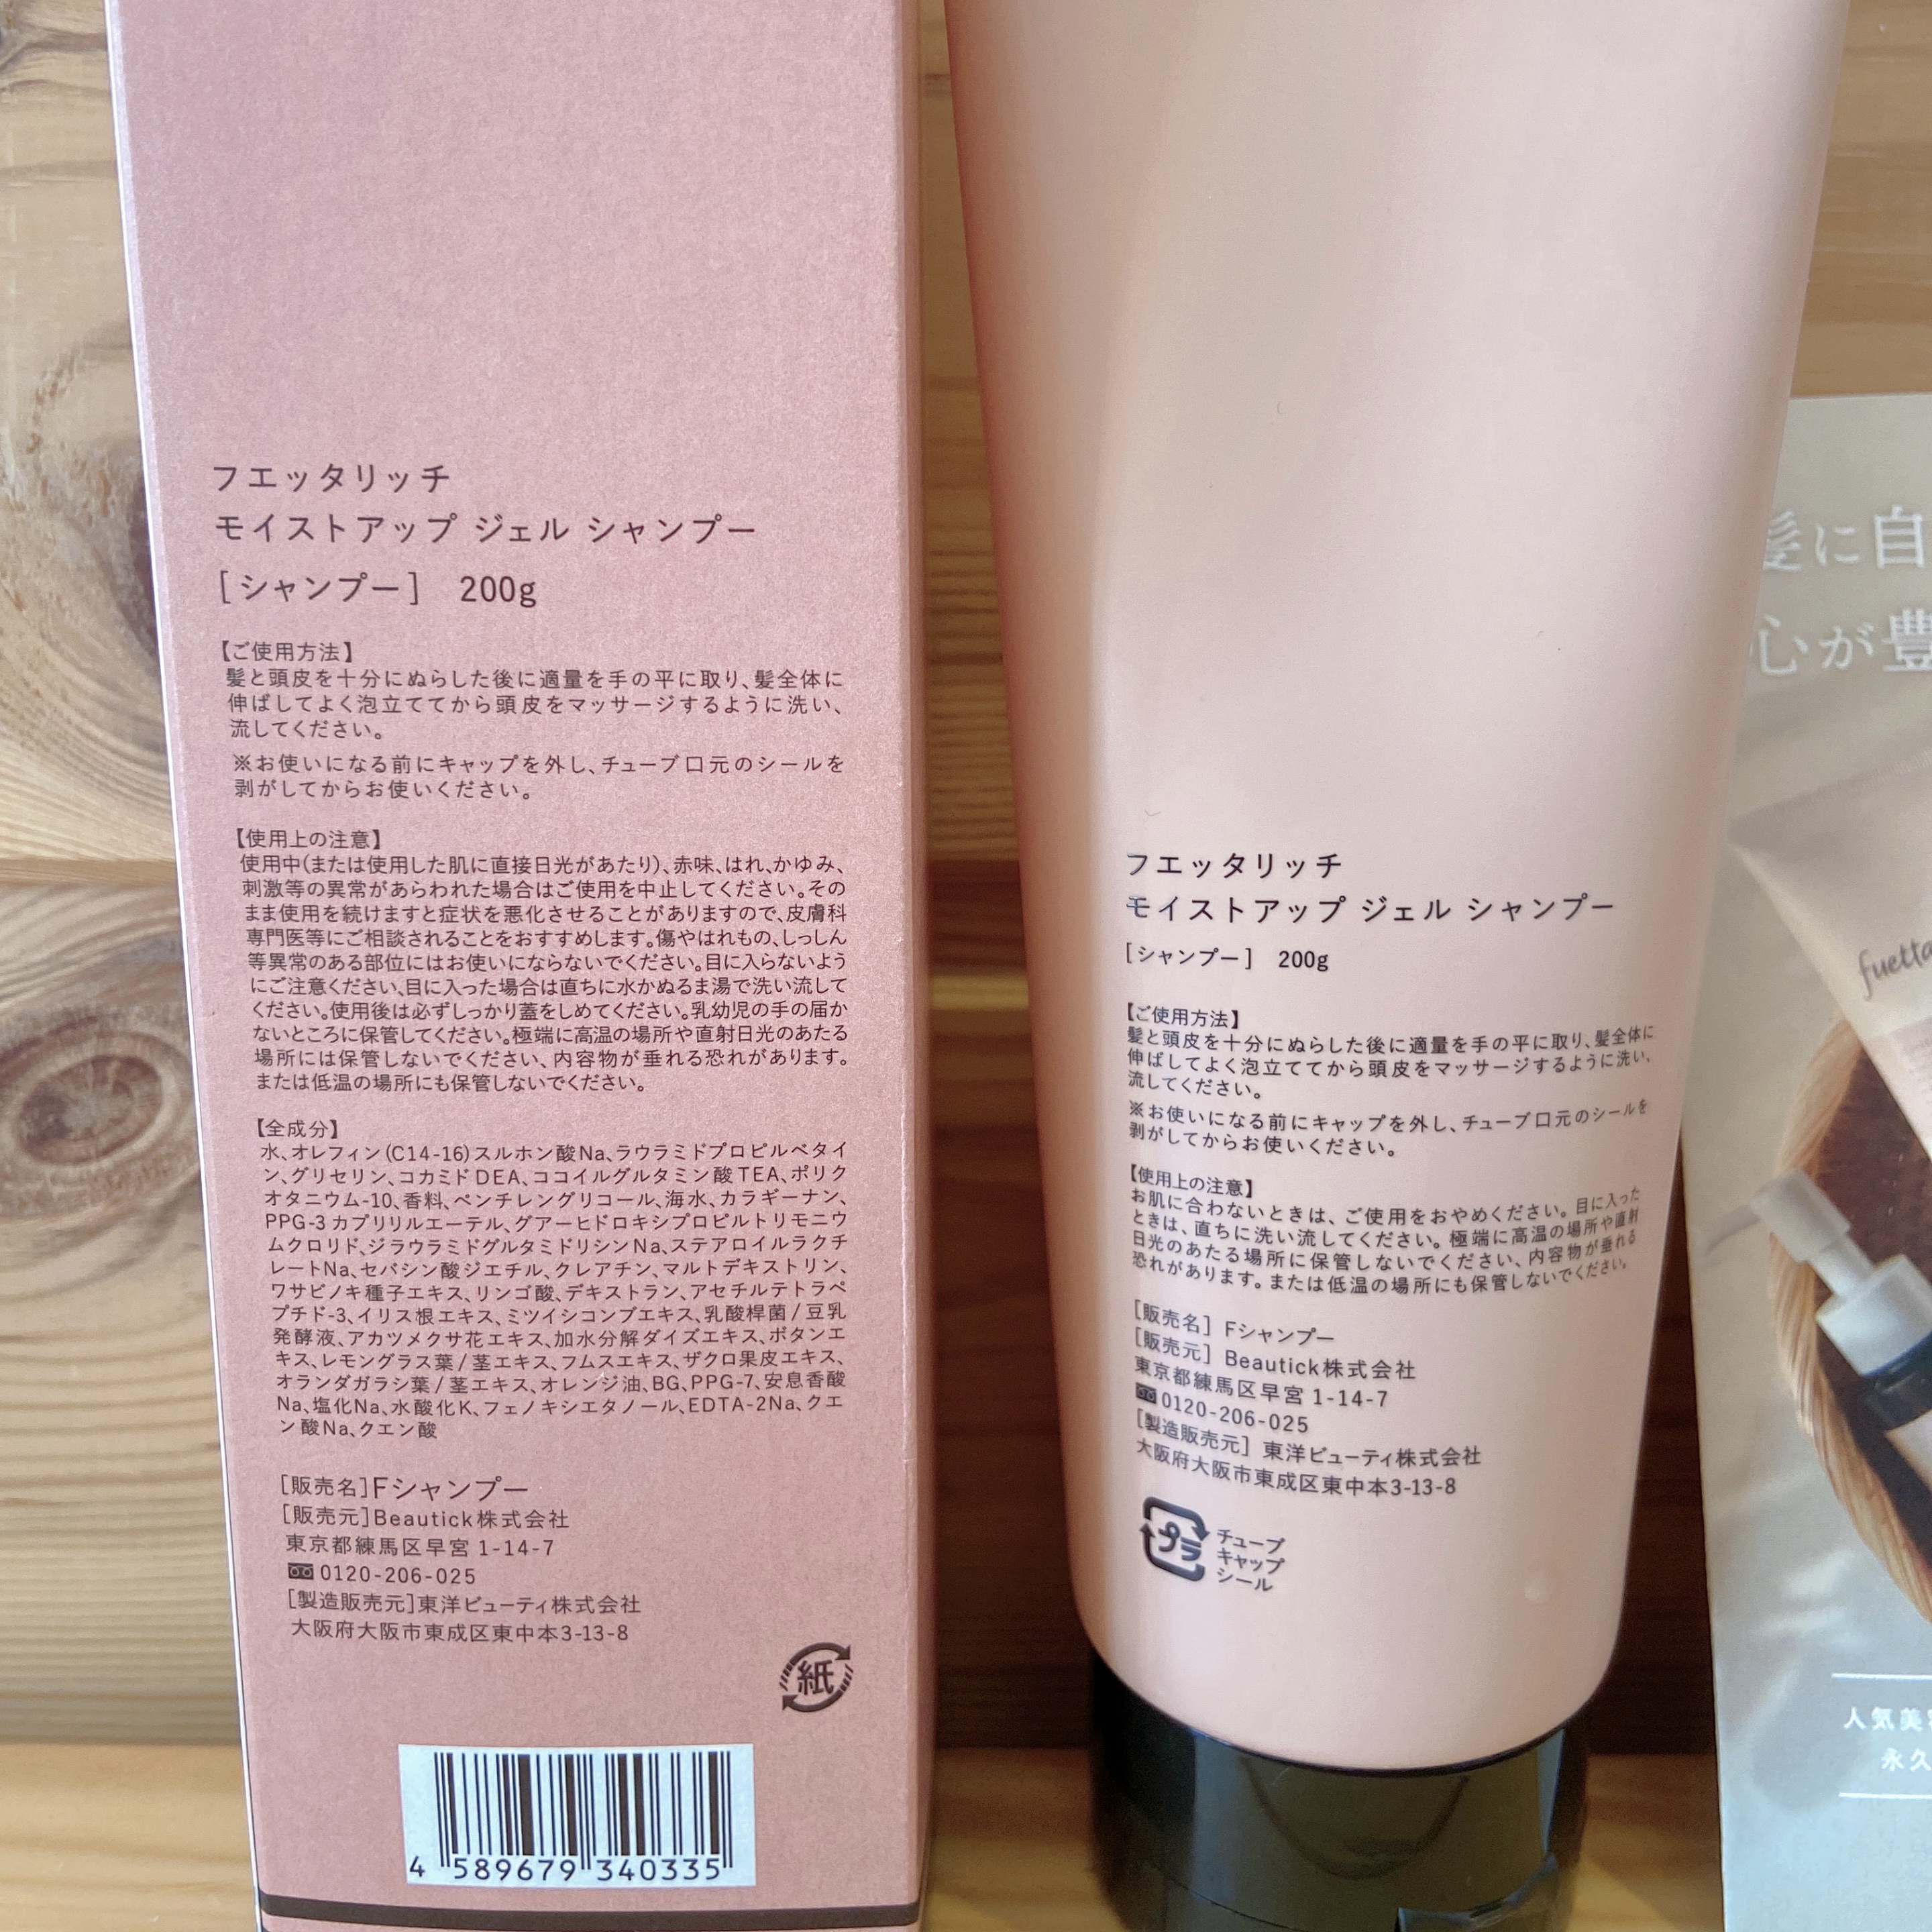 フエッタリッチ
モイストアップ ジェル シャンプー
[シャンプー] 200g
【ご使用方法】
髪と頭皮を十分にぬらした後に適量を手の平に取り、髪全体に
伸ばしてよく泡立ててから頭皮をマッサージするように洗い、
流してください。
※お使いになる前にキャップを外し、チューブ口元のシールを
剥がしてからお使いください。
【使用上の注意】
使用中(または使用した肌に直接日光があたり)、赤味、はれ、かゆみ、
刺激等の異常があらわれた場合はご使用を中止してください。その
まま使用を続けますと症状を悪化させることがありますので、皮膚科
専門医等にご相談されることをおすすめします。傷やはれもの、しっしん
等異常のある部位にはお使いにならないでください。目に入らないよう
にご注意ください、目に入った場合は直ちに水かぬるま湯で洗い流して
ください。使用後は必ずしっかり蓋をしめてください。乳幼児の手の届か
ないところに保管してください。極端に高温の場所や直射日光のあたる
場所には保管しないでください、内容物が垂れる恐れがあります。
または低温の場所にも保管しないでください。
【全成分】
水、オレフィン(C14-16)スルホン酸Na、ラウラミドプロピルベタイ
ン、グリセリン、コカミドDEA、ココイルグルタミン酸TEA、ポリク
オタニウム-10、香料、ペンチレングリコール、海水、カラギーナン、
PPG-3カプリリルエーテル、グアーヒドロキシプロピルトリモニウ
ムクロリド、ジラウラミドグルタミドリシンNa、ステアロイルラクチ
レートNa、セバシン酸ジエチル、クレアチン、マルトデキストリン、
ワサビノキ種子エキス、リンゴ酸、デキストラン、アセチルテトラペ
プチド-3、イリス根エキス、ミツイシコンブエキス、乳酸桿菌/豆乳
発酵液、アカツメクサ花エキス、加水分解ダイズエキス、ボタンエ
キス、レモングラス葉/茎エキス、フムスエキス、ザクロ果皮エキス、
オランダガラシ葉/茎エキス、オレンジ油、BG、PPG-7、安息香酸
Na、塩化Na、水酸化K、フェノキシエタノール、EDTA-2Na、クエ
ン酸Na、クエン酸
[販売名]Fシャンプー
[販売元]Beautick株式会社
東京都練馬区早宮1-14-7
0120-206-025
[製造販売元]東洋ビューティ株式会社
大阪府大阪市東成区東中本3-13-8
紙
4 589679 340335
フエッタリッチ
モイストアップ ジェル シャンプー
[シャンプー] 200g
【ご使用方法】
髪と頭皮を十分にぬらした後に適量を手の平に取り、髪全体に
伸ばしてよく泡立ててから頭皮をマッサージするように洗い、
流してください。
※お使いになる前にキャップを外し、チューブ口元のシールを
剥がしてからお使いください。
【使用上の注意】
お肌に合わないときは、ご使用をおやめください。目に入った
ときは、直ちに洗い流してください。極端に高温の場所や直射
日光のあたる場所に保管しないでください、内容物が垂れる
恐れがあります。または低温の場所にも保管しないでください。
[販売名] Fシャンプー
[販売元] Beautick株式会社
東京都練馬区早宮 1-14-7
0120-206-025
[製造販売元] 東洋ビューティ株式会社
大阪府大阪市東成区東中本3-13-8
プラ
チューブ
キャップ
シール
髪に自
心が豊
fuetta
人気美
永久